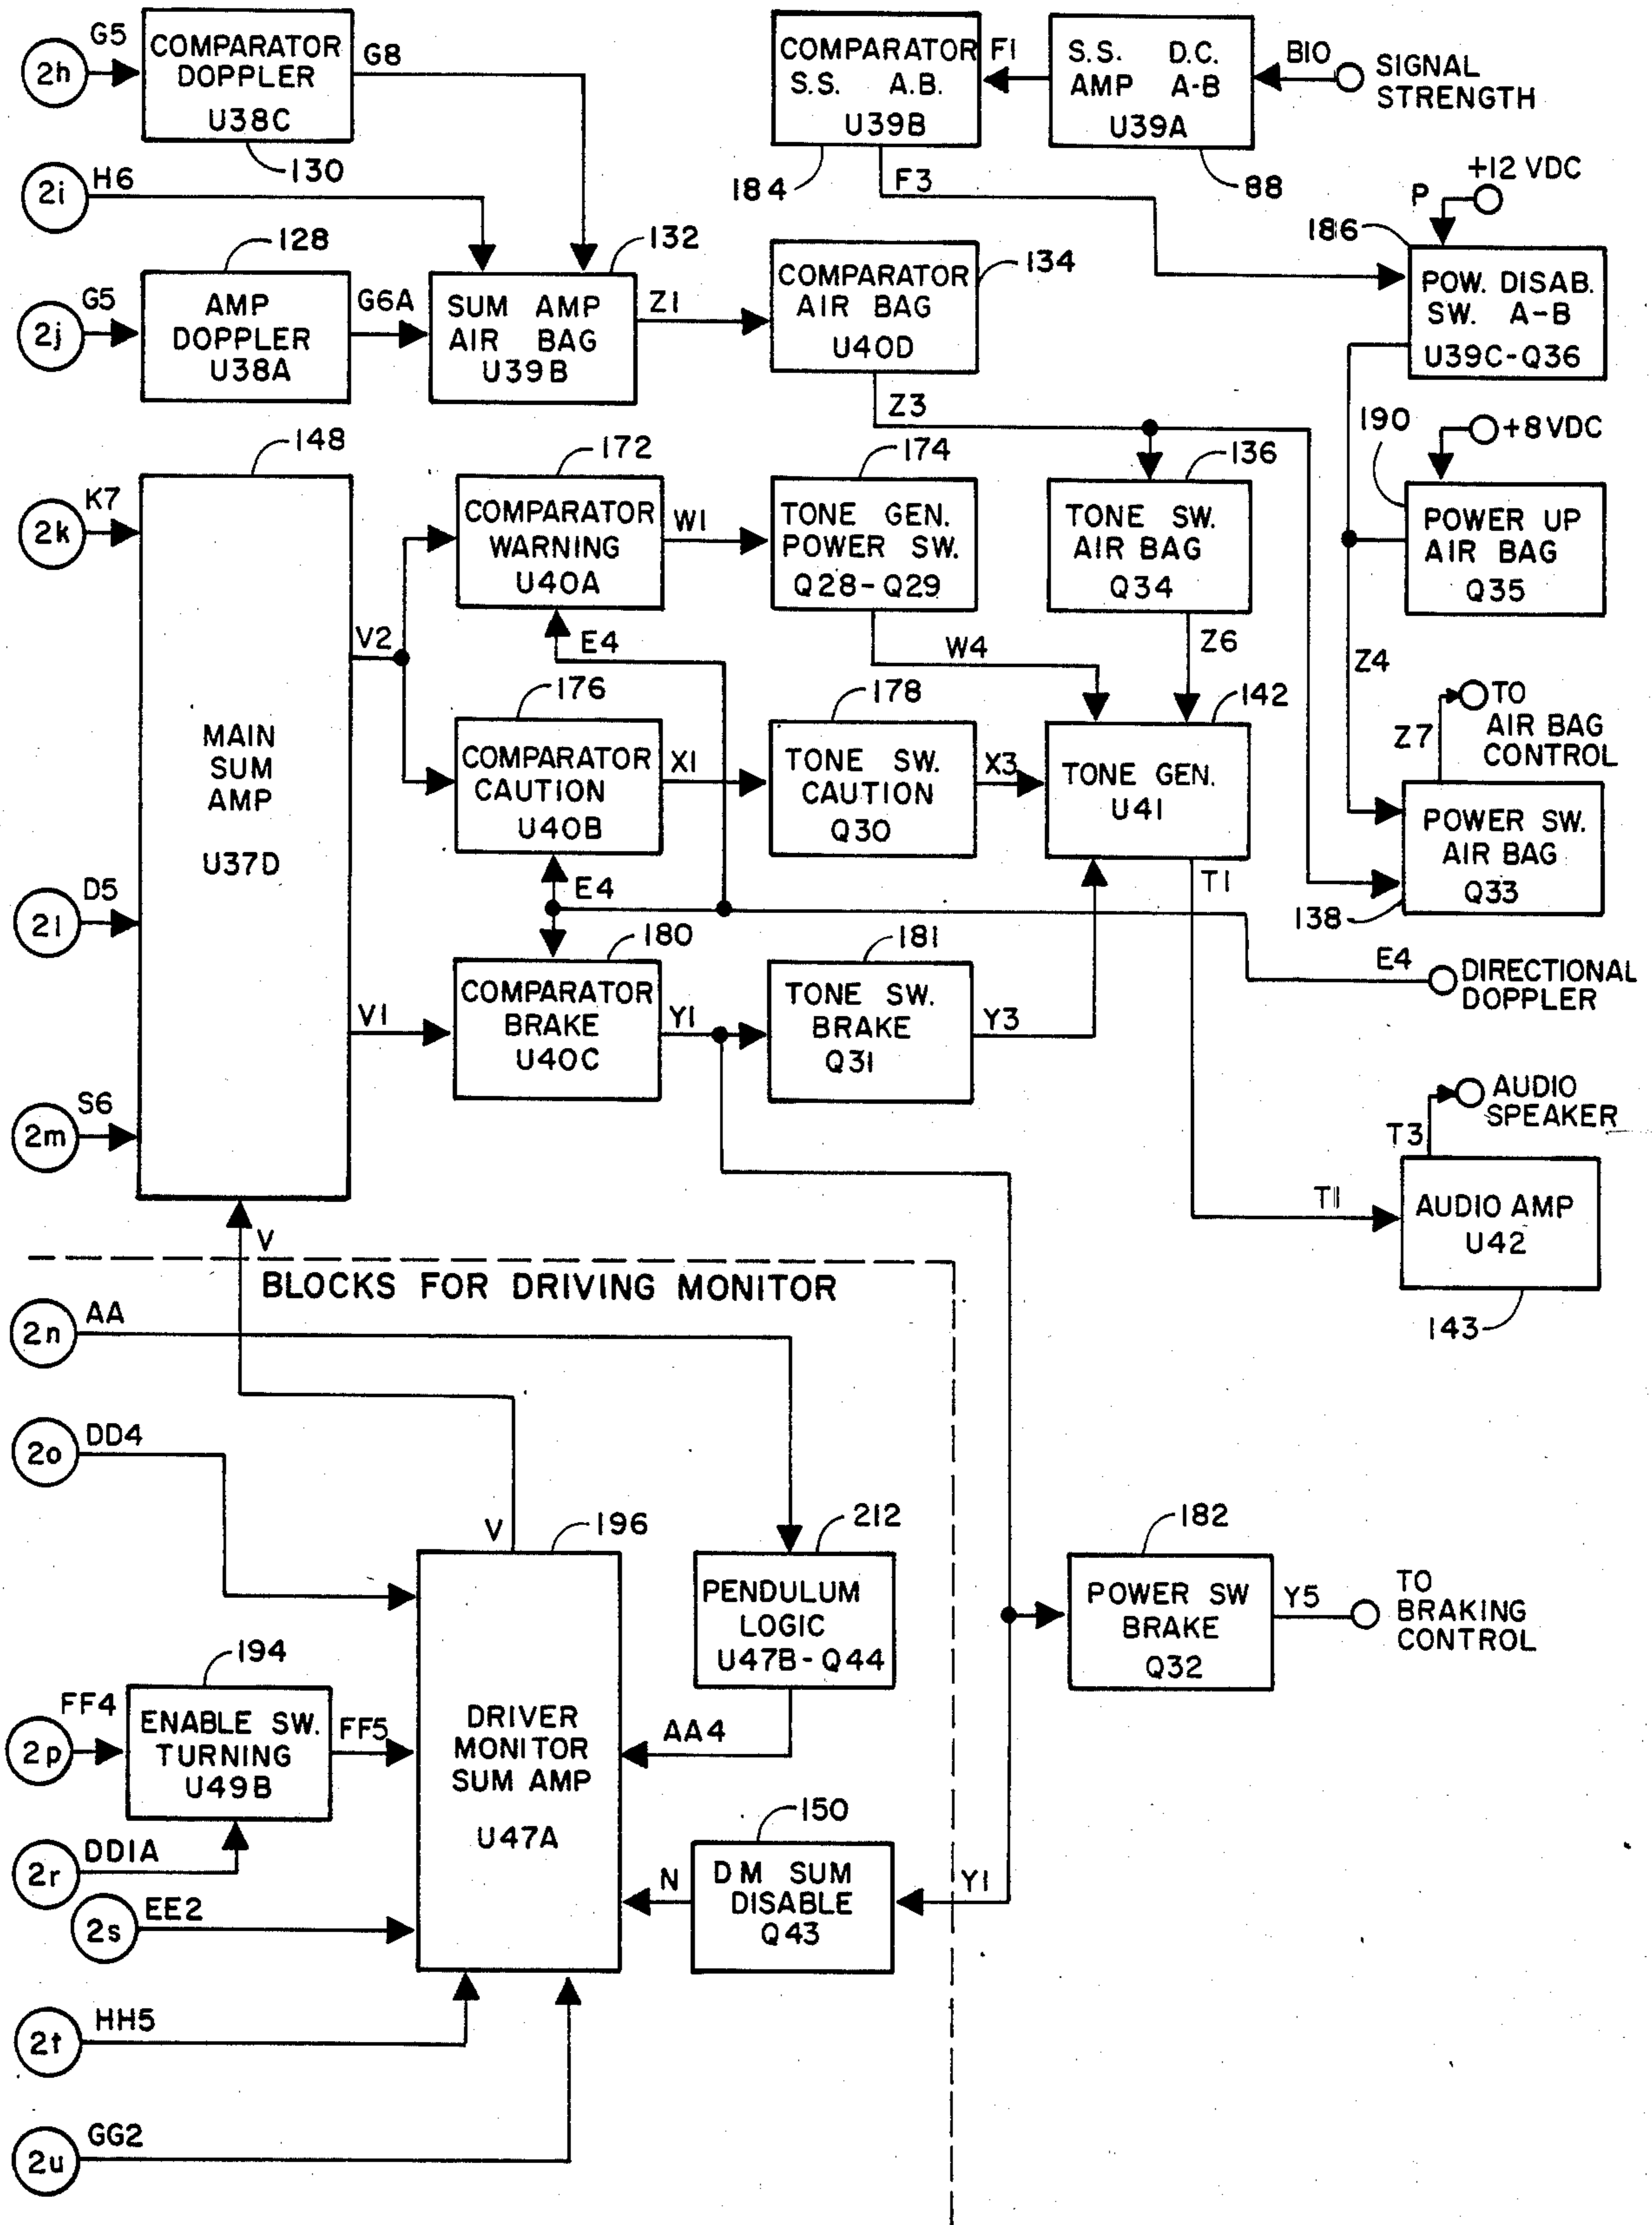 2h
G5
COMPARATOR
DOPPLER
U38C
130
G8
COMPARATOR
S.S. A.B.
U39B
184
F1
S.S. D.C.
AMP A-B
U39A
88
B10
SIGNAL
STRENGTH
2i
H6
F3
+12 VDC
P
186
POW. DISAB.
SW. A-B
U39C-Q36
2j
G5
128
AMP
DOPPLER
U38A
G6A
132
SUM AMP
AIR BAG
U39B
Z1
134
COMPARATOR
AIR BAG
U40D
Z3
190
+8 VDC
POWER UP
AIR BAG
Q35
148
2k
K7
172
COMPARATOR
WARNING
U40A
W1
174
TONE GEN.
POWER SW.
Q28-Q29
136
TONE SW.
AIR BAG
Q34
V2
E4
W4
Z6
Z4
MAIN
SUM
AMP
U37D
176
COMPARATOR
CAUTION
U40B
X1
178
TONE SW.
CAUTION
Q30
X3
142
TONE GEN.
U41
TO
AIR BAG
CONTROL
Z7
POWER SW.
AIR BAG
Q33
138
2l
D5
E4
T1
E4
DIRECTIONAL
DOPPLER
V1
180
COMPARATOR
BRAKE
U40C
Y1
181
TONE SW.
BRAKE
Q31
Y3
2m
S6
AUDIO
SPEAKER
T3
T1
AUDIO AMP
U42
143
V
BLOCKS FOR DRIVING MONITOR
2n
AA
2o
DD4
V
196
212
PENDULUM
LOGIC
U47B-Q44
182
POWER SW
BRAKE
Q32
Y5
TO
BRAKING
CONTROL
194
2p
FF4
ENABLE SW.
TURNING
U49B
FF5
DRIVER
MONITOR
SUM AMP
U47A
AA4
150
DM SUM
DISABLE
Q43
N
Y1
2r
DD1A
2s
EE2
2t
HH5
2u
GG2